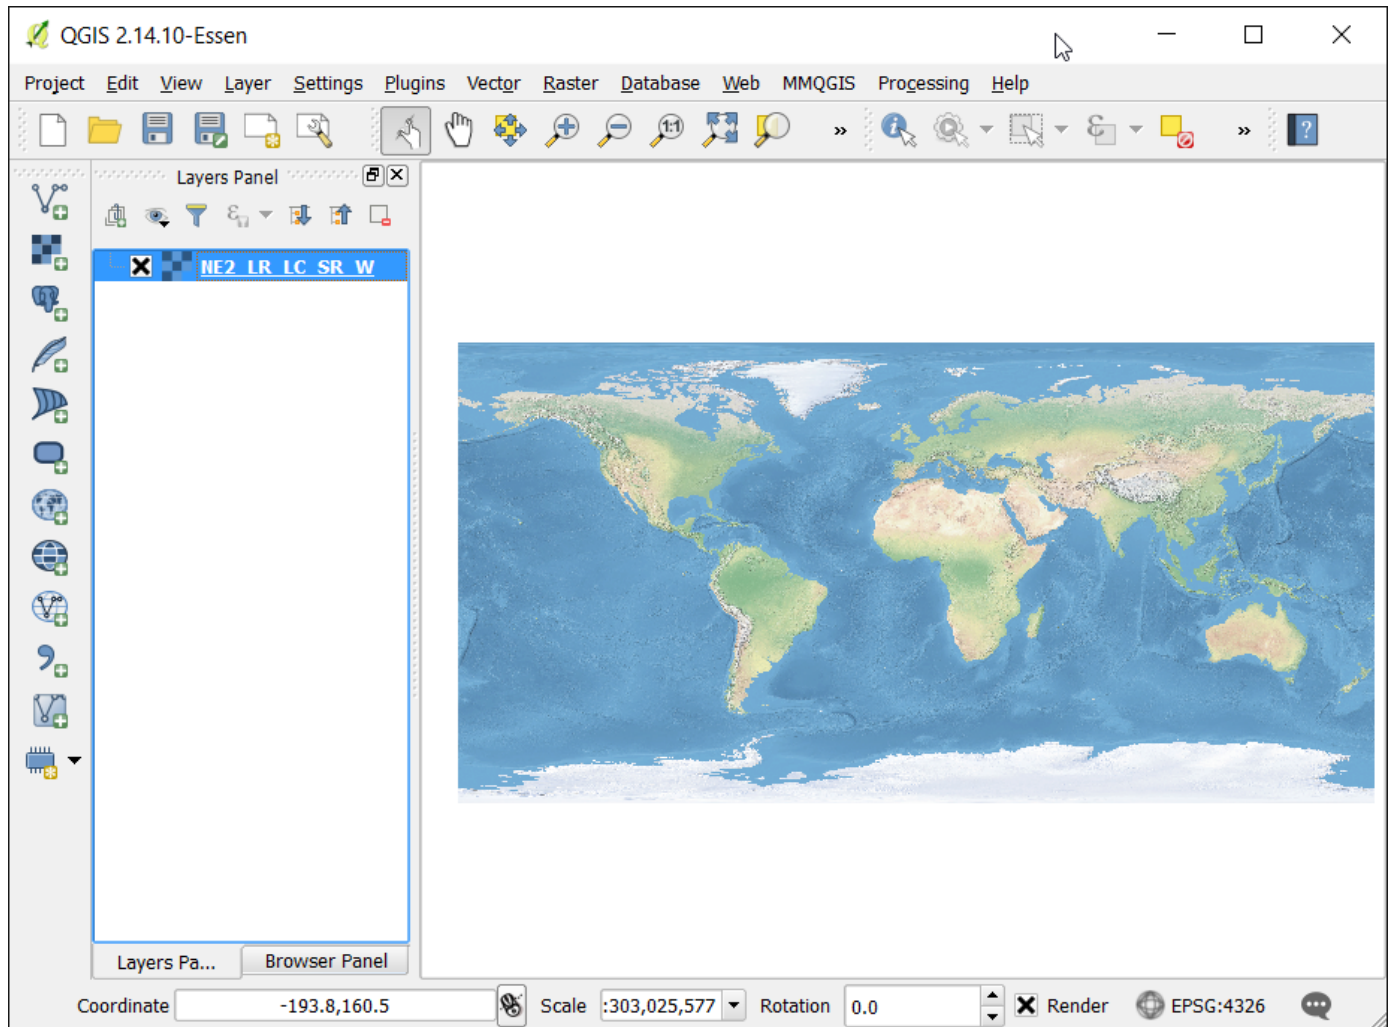 QGIS 2.14.10-Essen
Project Edit View Layer Settings Plugins Vector Raster Database Web MMQGIS Processing Help
1:1 » » ?
Layers Panel
NE2_LR_LC_SR_W
Layers Pa... Browser Panel
Coordinate -193.8,160.5 Scale :303,025,577 Rotation 0.0 Render EPSG:4326